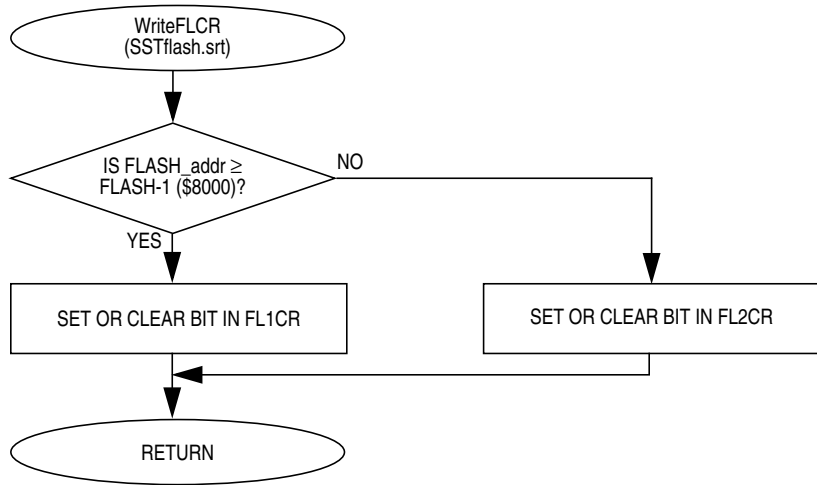 WriteFLCR
(SSTflash.srt)
IS FLASH_addr ≥
FLASH-1 ($8000)?
NO
YES
SET OR CLEAR BIT IN FL1CR
SET OR CLEAR BIT IN FL2CR
RETURN